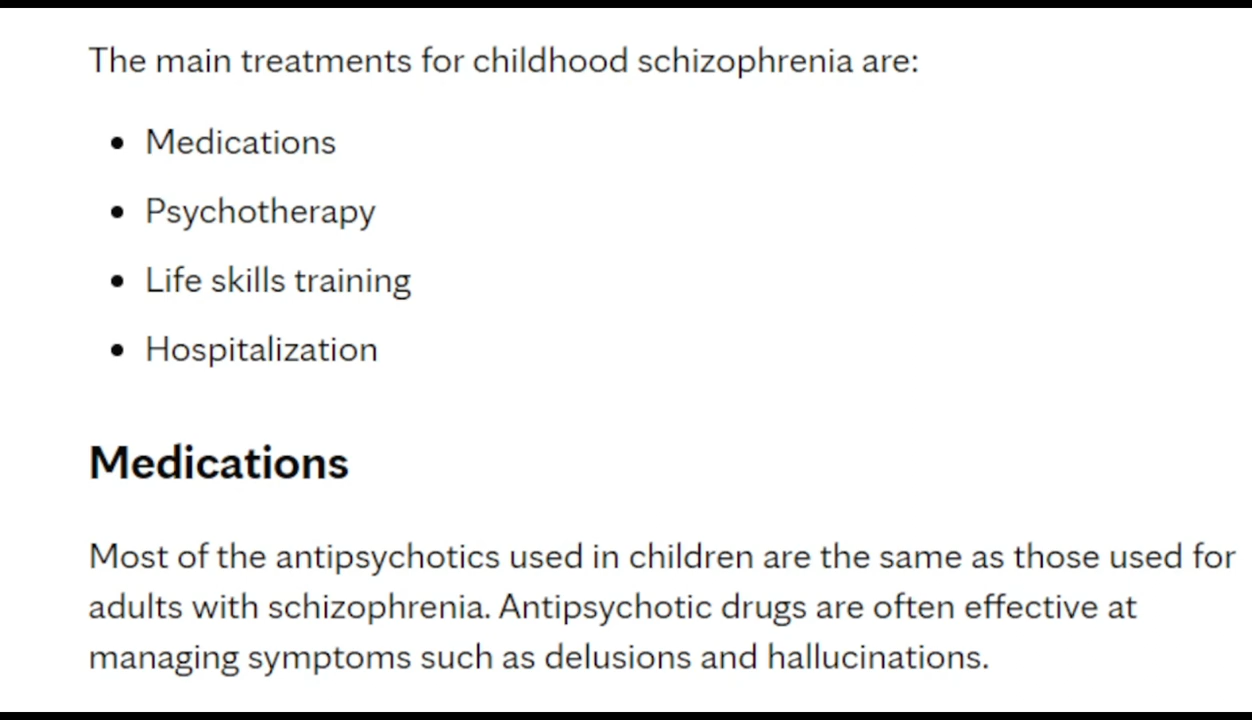 The main treatments for childhood schizophrenia are:
• Medications
• Psychotherapy
• Life skills training
• Hospitalization
Medications
Most of the antipsychotics used in children are the same as those used for
adults with schizophrenia. Antipsychotic drugs are often effective at
managing symptoms such as delusions and hallucinations.